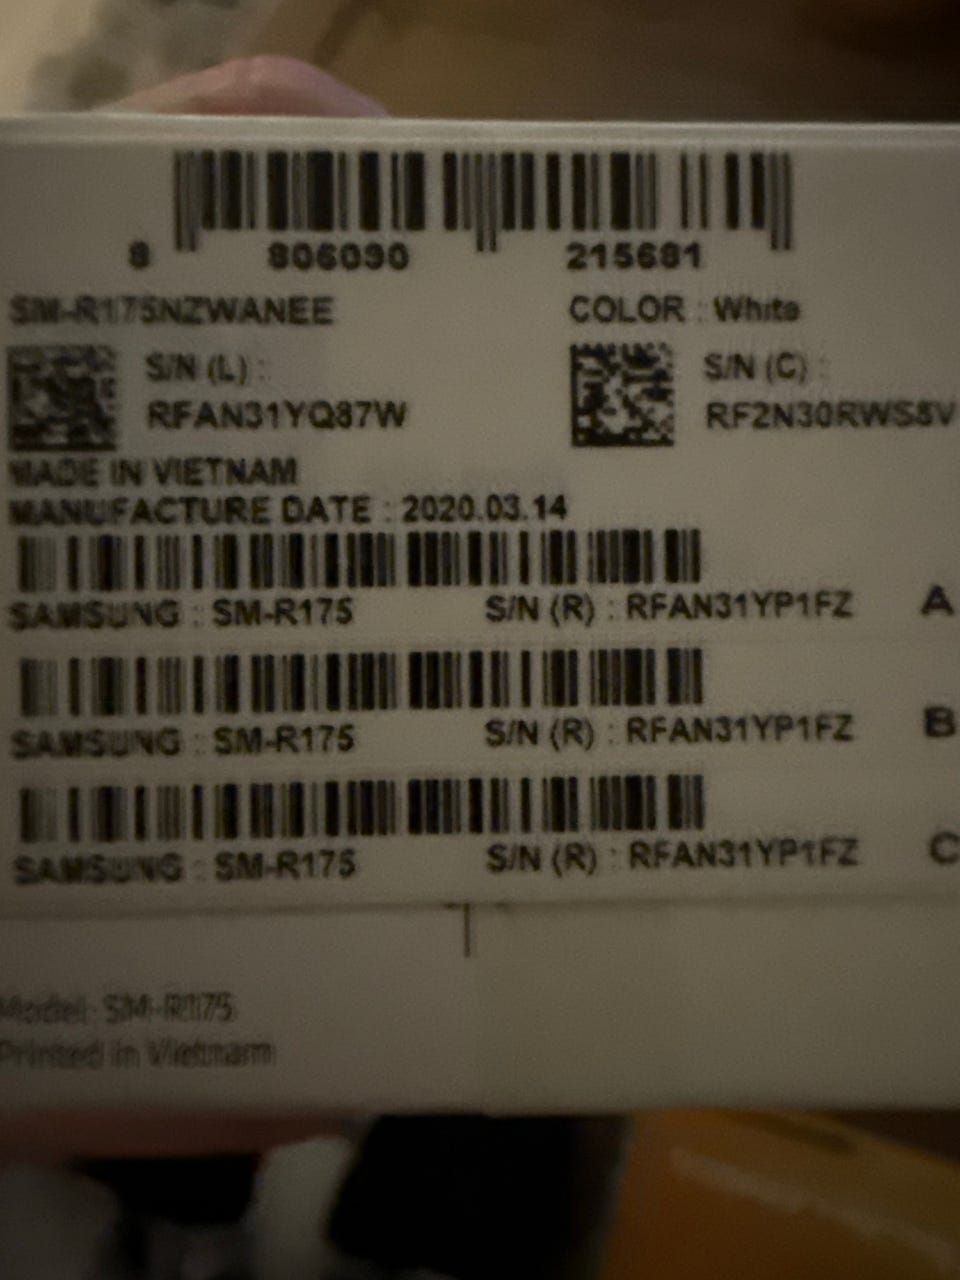 8 806090 215681
SM-R175NZWANEE COLOR : White
S/N (L) : S/N (C) :
RFAN31YQ87W RF2N30RWS8V
MADE IN VIETNAM
MANUFACTURE DATE : 2020.03.14
SAMSUNG : SM-R175 S/N (R) : RFAN31YP1FZ A
SAMSUNG : SM-R175 S/N (R) : RFAN31YP1FZ B
SAMSUNG : SM-R175 S/N (R) : RFAN31YP1FZ C
Model: SM-R175
Printed in Vietnam